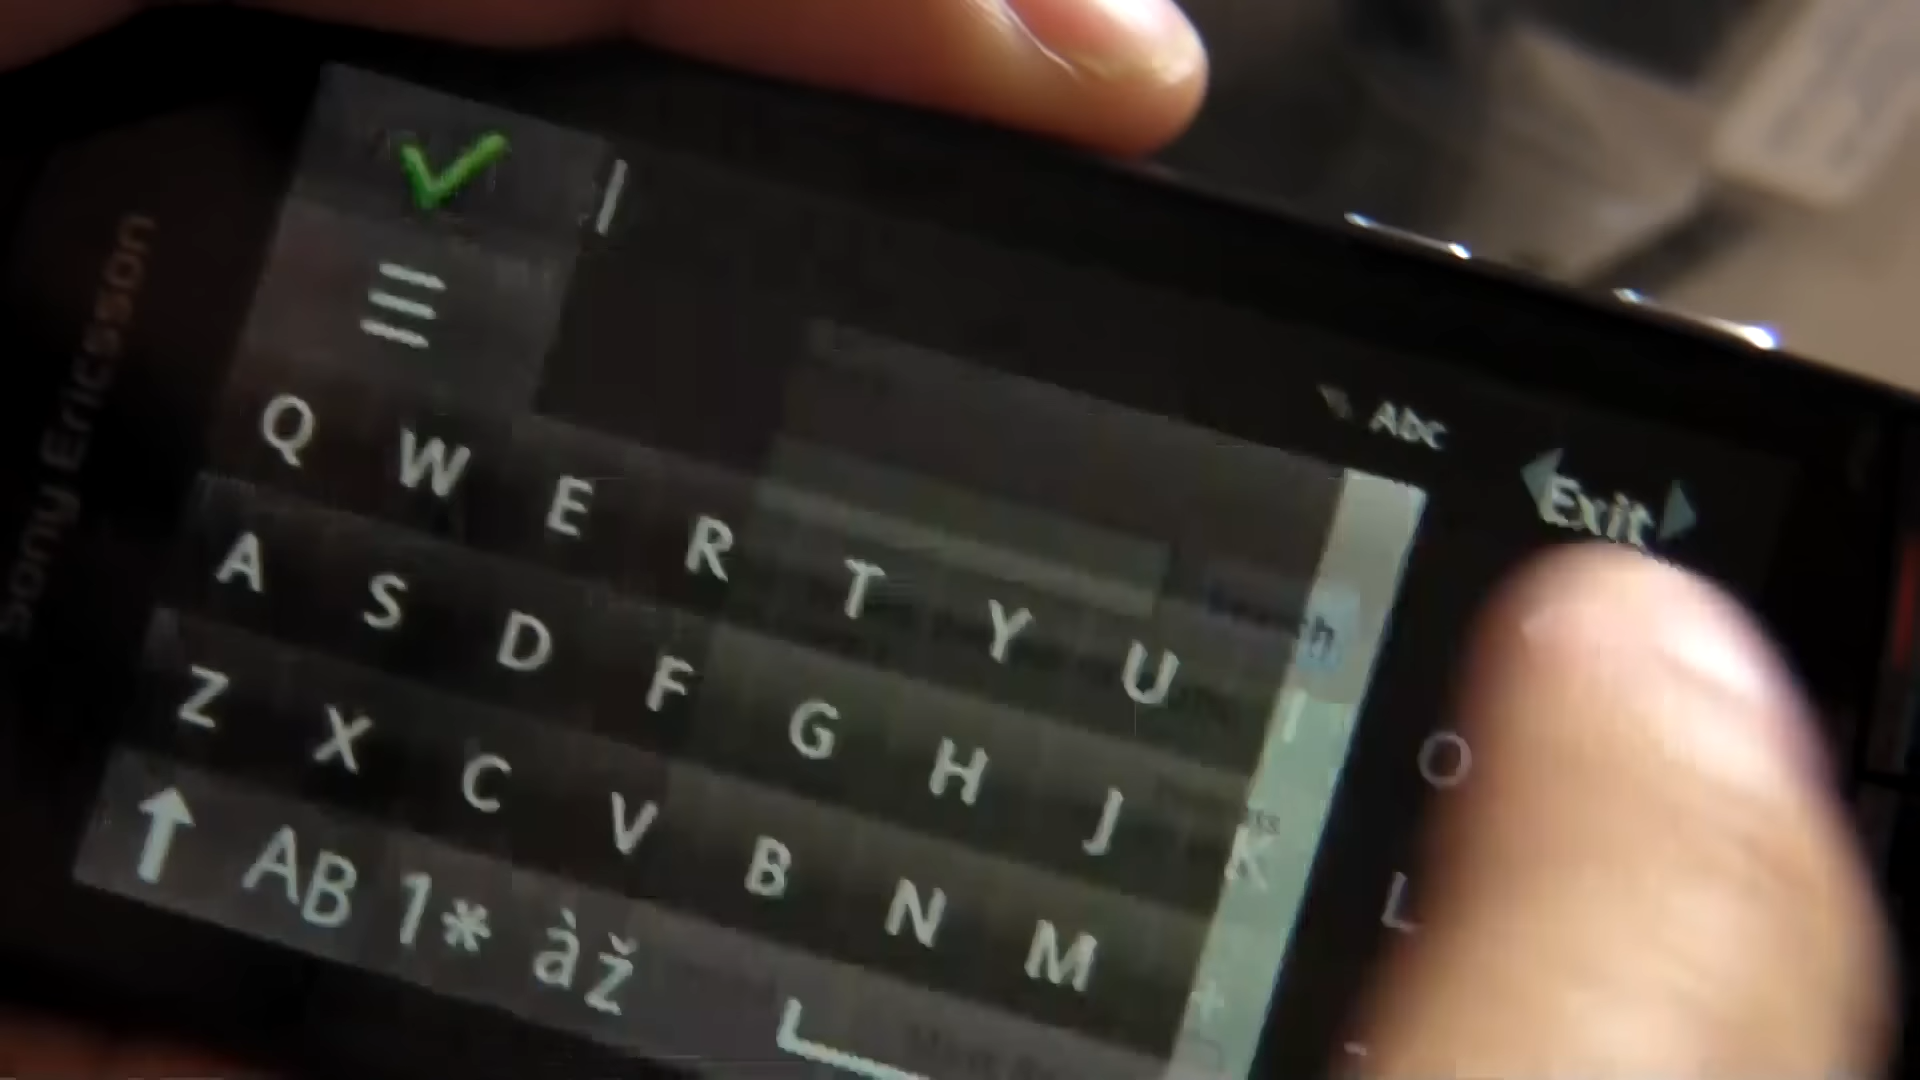 Sony Ericsson
Abc
Exit
Q W E R T Y U I O
A S D F G H J K L
Z X C V B N M
AB 1* àž